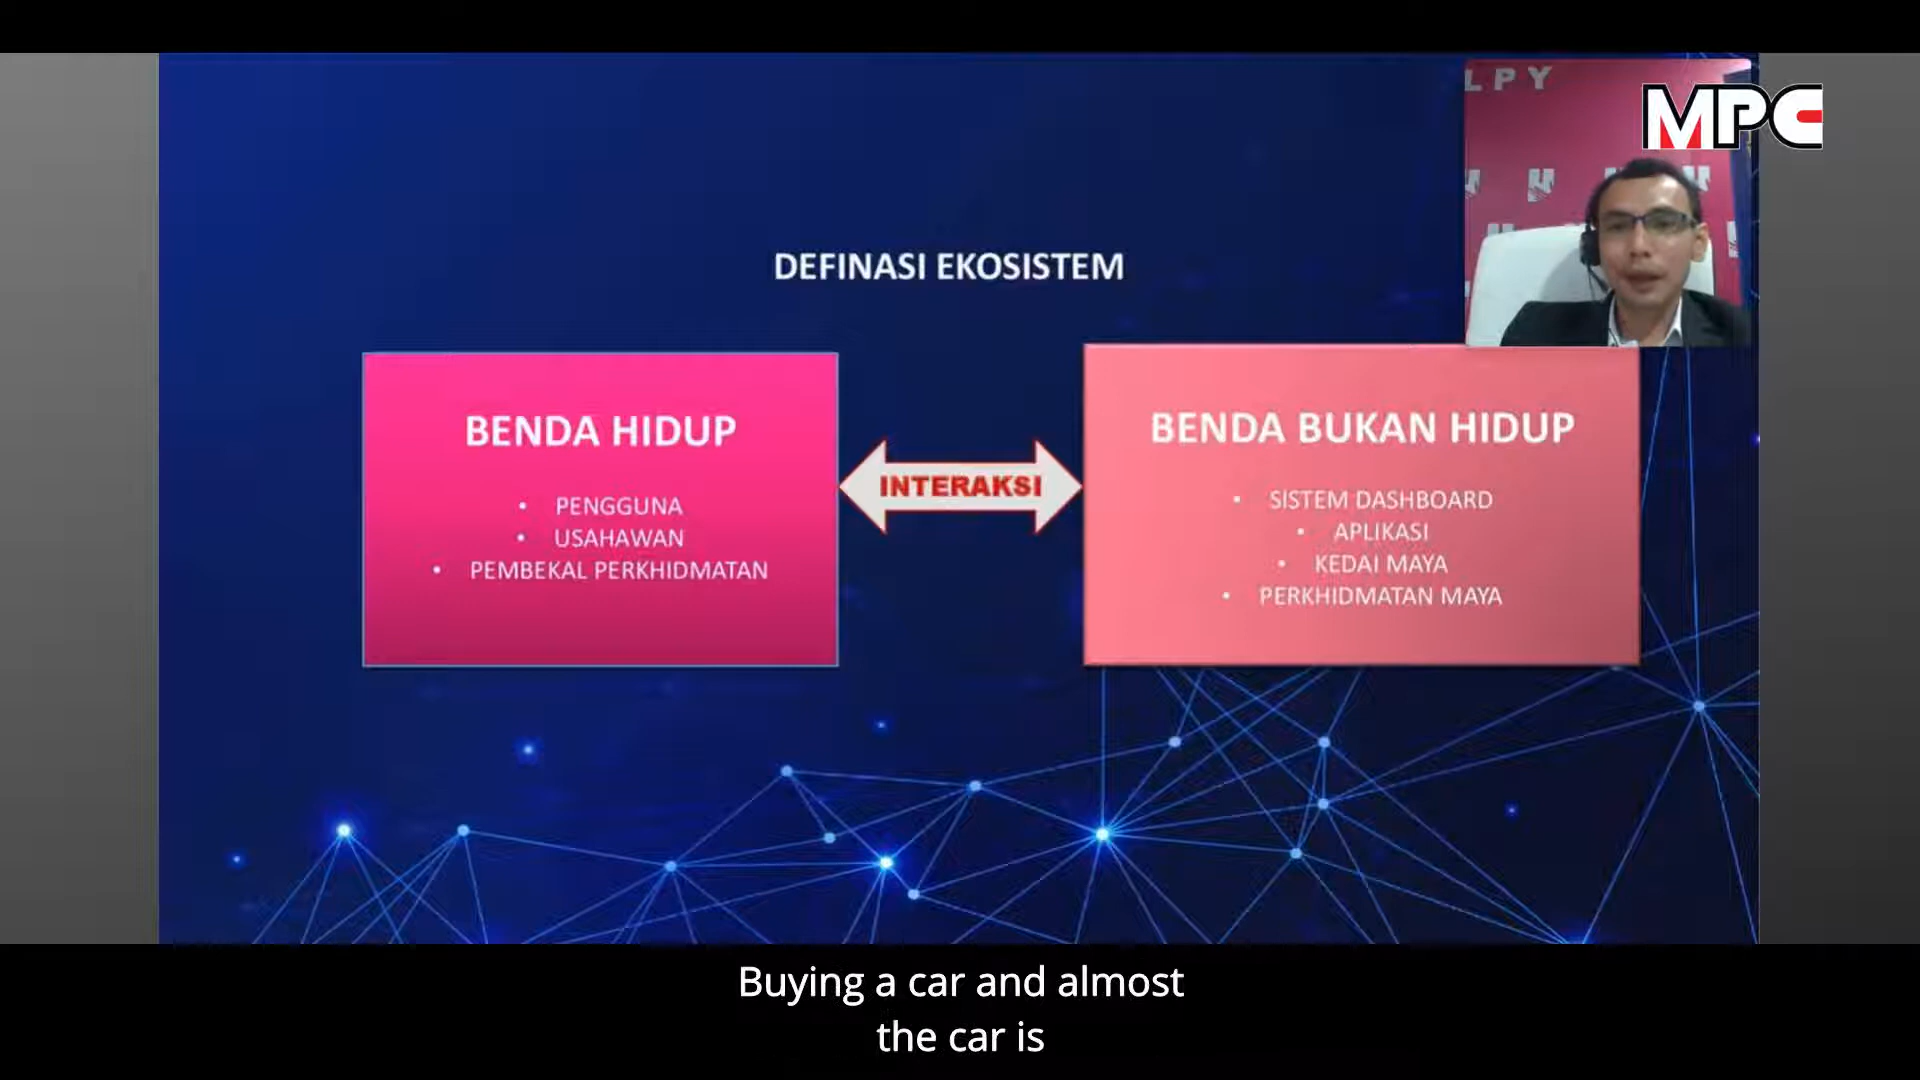 LPY
MPC
DEFINASI EKOSISTEM
BENDA HIDUP
• PENGGUNA
• USAHAWAN
• PEMBEKAL PERKHIDMATAN
INTERAKSI
BENDA BUKAN HIDUP
• SISTEM DASHBOARD
• APLIKASI
• KEDAI MAYA
• PERKHIDMATAN MAYA
Buying a car and almost
the car is